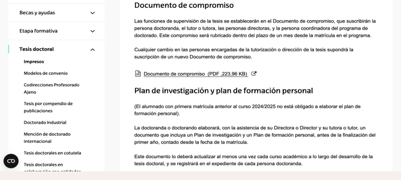 Becas y ayudas
Etapa formativa
Tesis doctoral
Impresos
Modelos de convenio
Codirecciones Profesorado
Ajeno
Tesis por compendio de
publicaciones
Doctorado Industrial
Mención de doctorado
internacional
Tesis doctorales en cotutela
Tesis doctorales en
Documento de compromiso
Las funciones de supervisión de la tesis se establecerán en el Documento de compromiso, que suscribirán la
persona doctoranda, el tutor o tutora, las personas directoras, y la persona coordinadora del programa de
doctorado. Este compromiso será rubricado dentro del plazo de un mes desde la matrícula en el programa.
Cualquier cambio en las personas encargadas de la tutorización o dirección de la tesis supondrá la
suscripción de un nuevo Documento de compromiso.
Documento de compromiso (PDF ,223,96 KB)
Plan de investigación y plan de formación personal
(El alumnado con primera matrícula anterior al curso 2024/2025 no está obligado a elaborar el plan de
formación personal).
La doctoranda o doctorando elaborará, con la asistencia de su Directora o Director y su tutora o tutor, un
documento que incluya un Plan de investigación y un Plan de formación personal, antes de la finalización del
primer año, contado desde la fecha de la matrícula.
Este documento lo deberá actualizar al menos una vez cada curso académico a lo largo del desarrollo de la
tesis doctoral, y se registrará en el expediente de cada persona doctoranda.